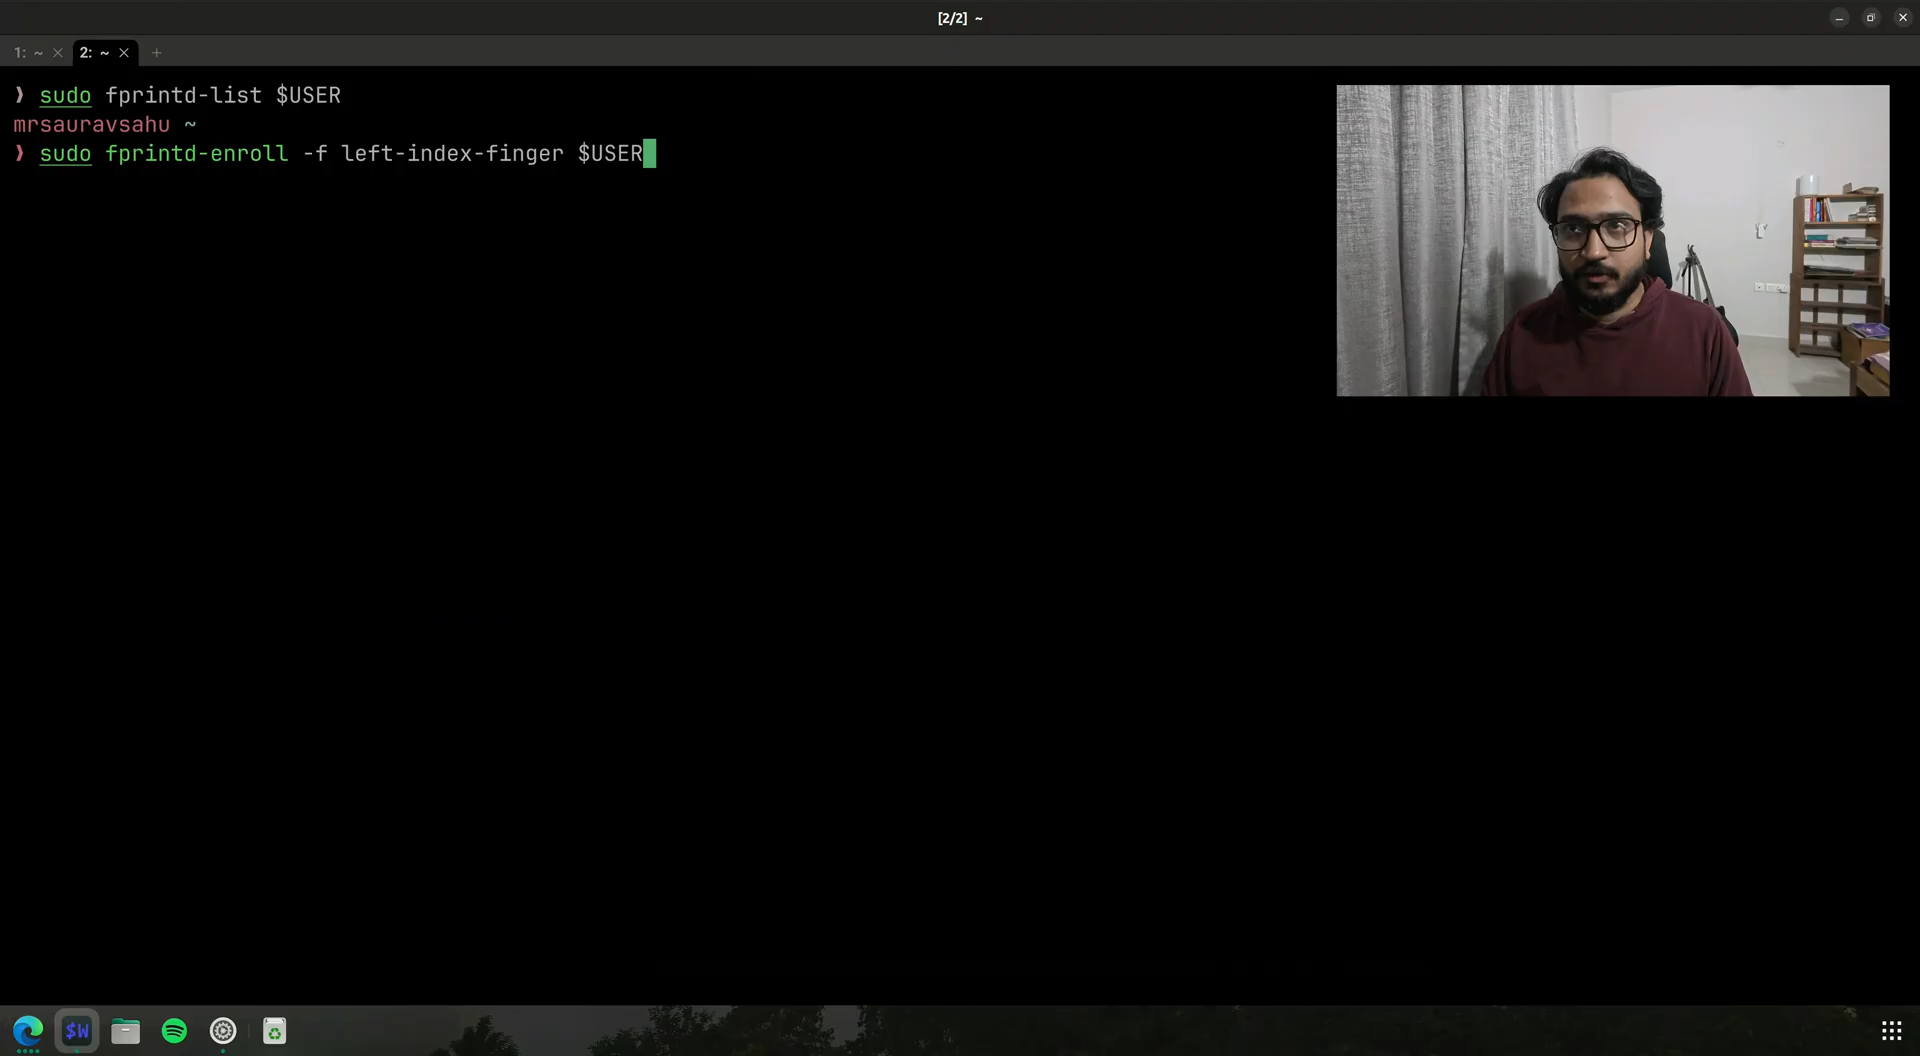 [2/2] ~
1: ~
2: ~
❫ sudo fprintd-list $USER
mrsauravsahu ~
❫ sudo fprintd-enroll -f left-index-finger $USER
$W